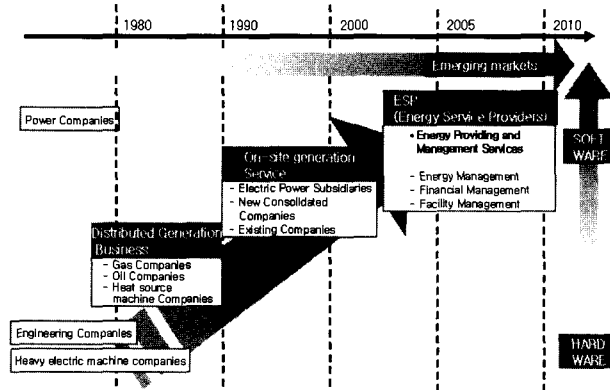 1980 1990 2000 2005 2010
Emerging markets
Power Companies
ESP
(Energy Service Providers)
• Energy Providing and
Management Services
- Energy Management
- Financial Management
- Facility Management
SOFT
WARE
On-site generation
Service
- Electric Power Subsidiaries
- New Consolidated
Companies
- Existing Companies
Distributed Generation
Business
- Gas Companies
- Oil Companies
- Heat source
machine Companies
Engineering Companies
Heavy electric machine companies
HARD
WARE